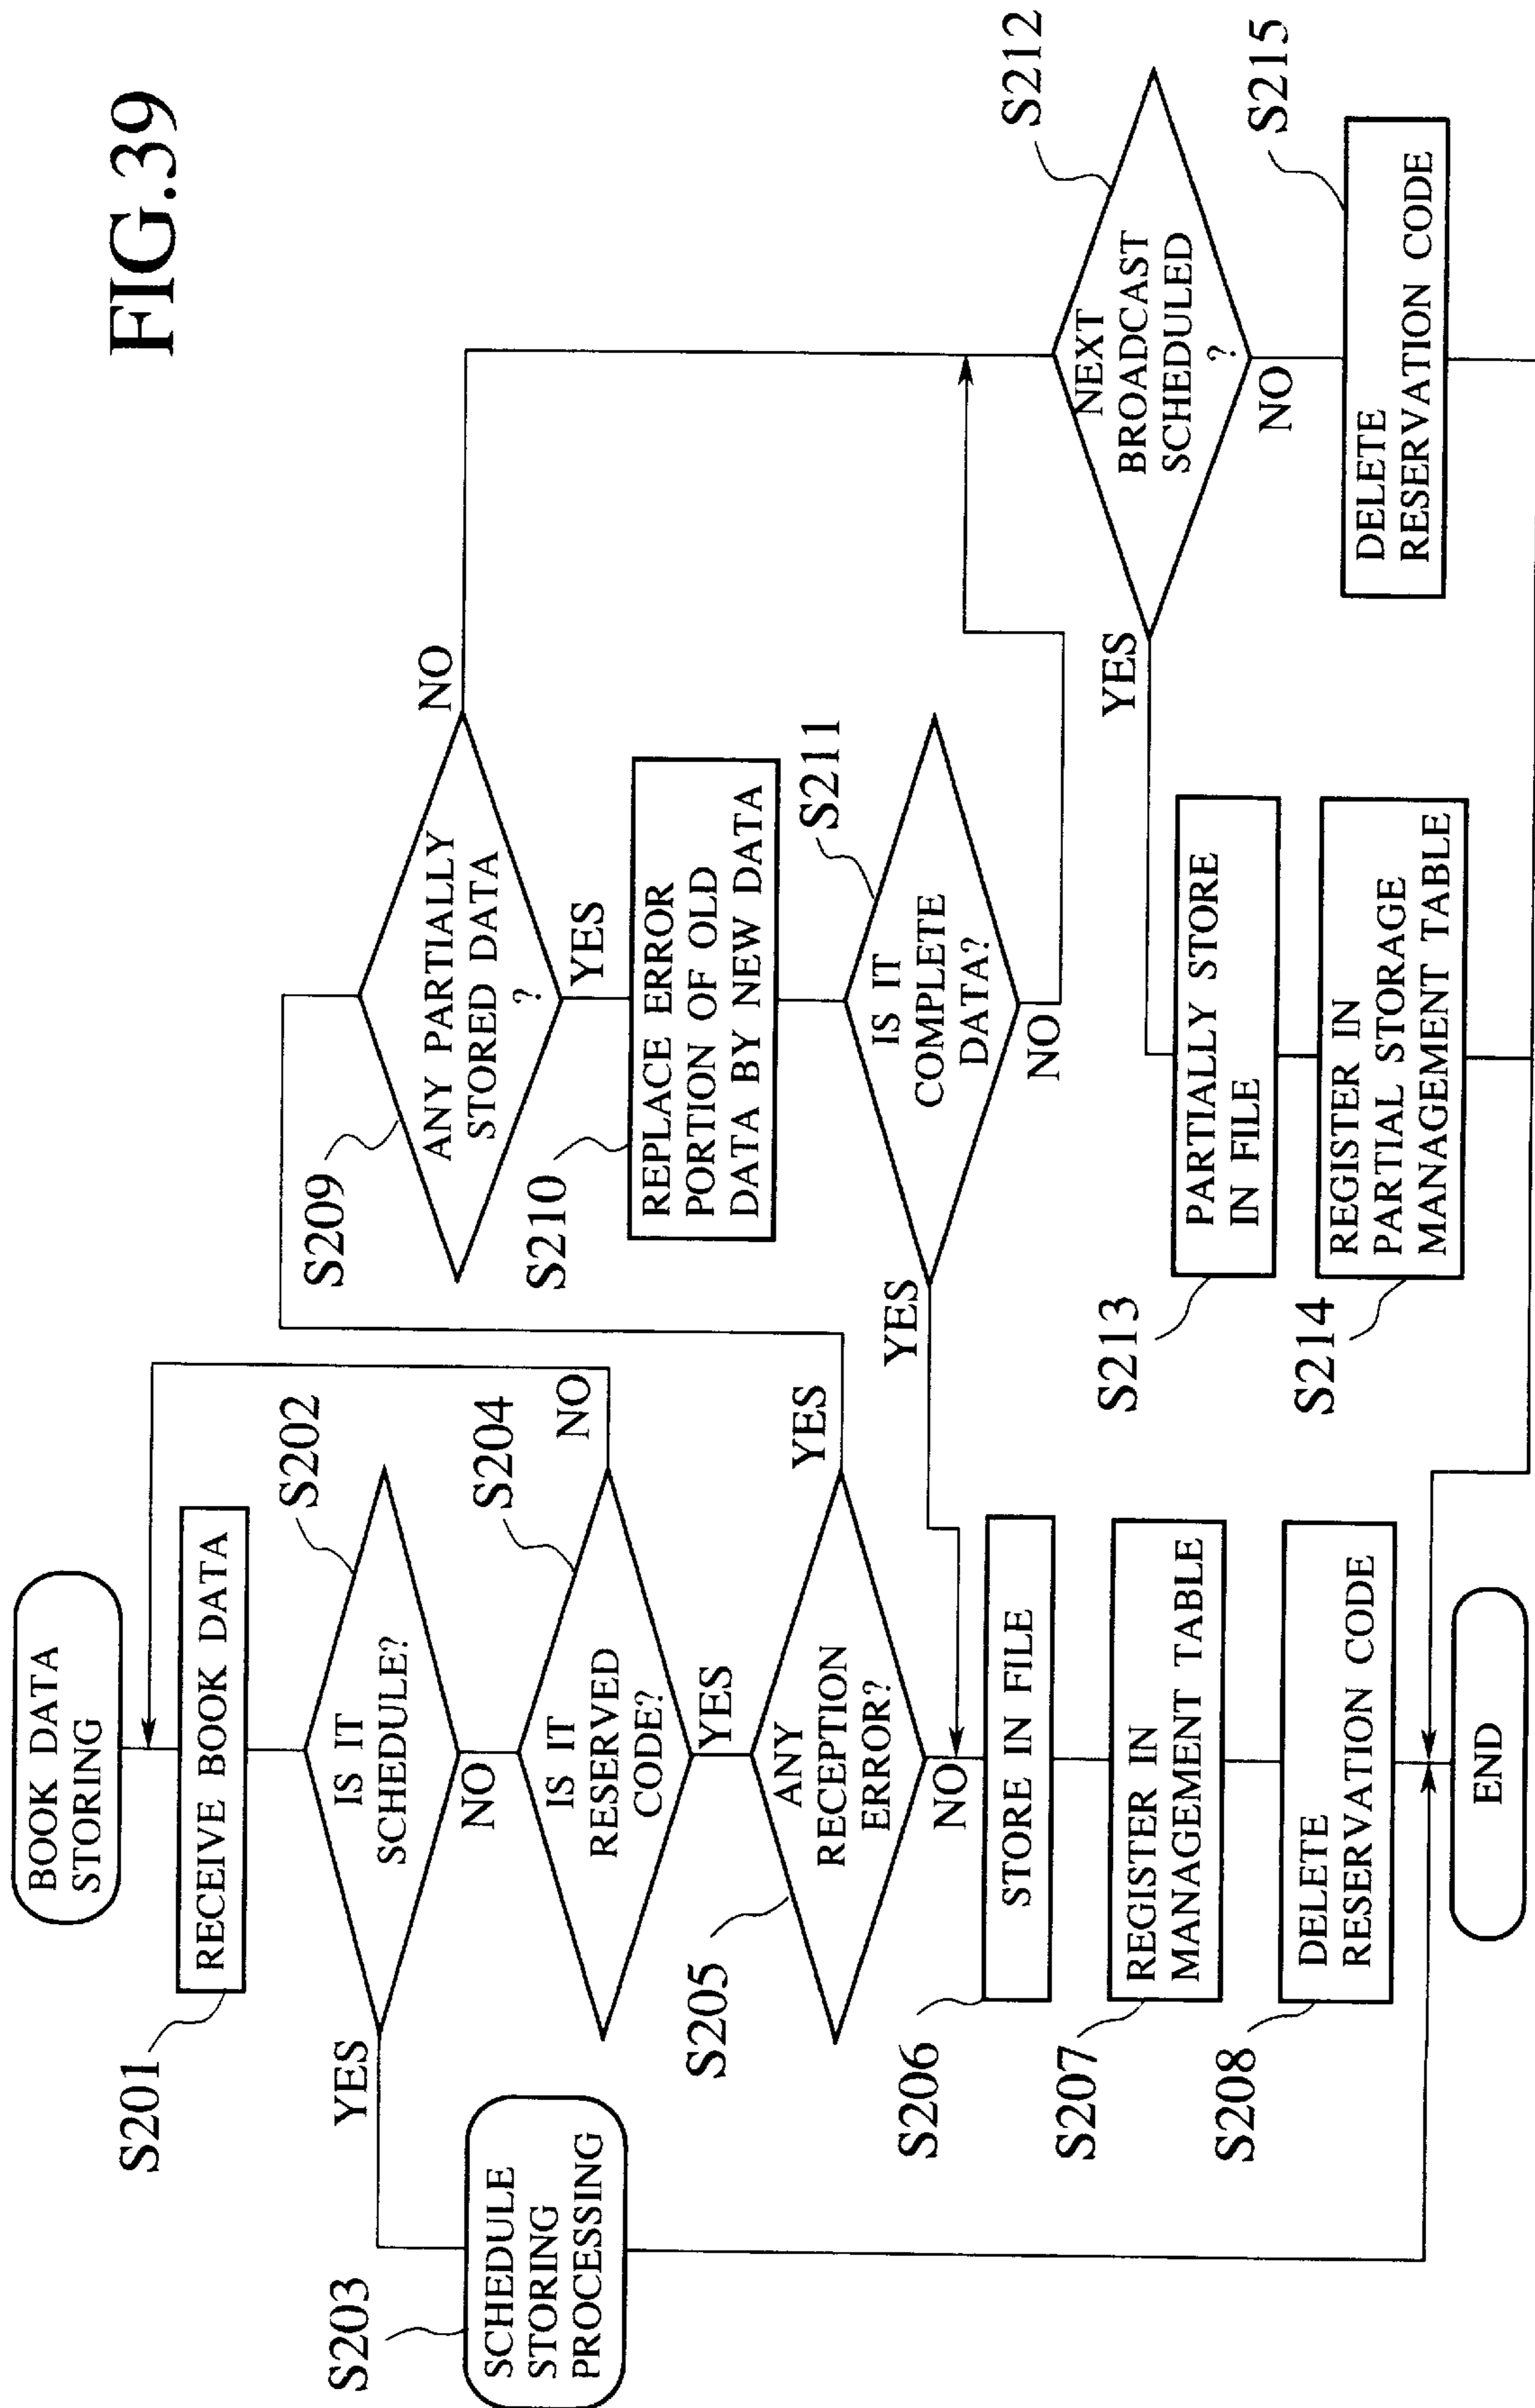 FIG.39
BOOK DATA
STORING
S201
RECEIVE BOOK DATA
S202
IS IT
SCHEDULE?
YES
NO
S203
SCHEDULE
STORING
PROCESSING
S204
IS IT
RESERVED
CODE?
NO
YES
S205
ANY
RECEPTION
ERROR?
YES
NO
S206
STORE IN FILE
S207
REGISTER IN
MANAGEMENT TABLE
S208
DELETE
RESERVATION CODE
END
S209
ANY PARTIALLY
STORED DATA
?
NO
YES
S210
REPLACE ERROR
PORTION OF OLD
DATA BY NEW DATA
S211
IS IT
COMPLETE
DATA?
YES
NO
S212
NEXT
BROADCAST
SCHEDULED
?
YES
NO
S213
PARTIALLY STORE
IN FILE
S214
REGISTER IN
PARTIAL STORAGE
MANAGEMENT TABLE
S215
DELETE
RESERVATION CODE